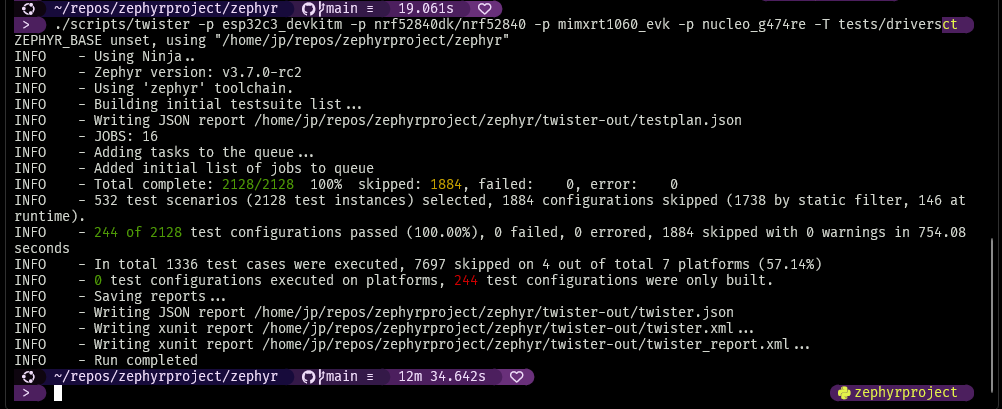 ~/repos/zephyrproject/zephyr main ≡ 19.061s
> ./scripts/twister -p esp32c3_devkitm -p nrf52840dk/nrf52840 -p mimxrt1060_evk -p nucleo_g474re -T tests/driversct
ZEPHYR_BASE unset, using "/home/jp/repos/zephyrproject/zephyr"
INFO - Using Ninja..
INFO - Zephyr version: v3.7.0-rc2
INFO - Using 'zephyr' toolchain.
INFO - Building initial testsuite list...
INFO - Writing JSON report /home/jp/repos/zephyrproject/zephyr/twister-out/testplan.json
INFO - JOBS: 16
INFO - Adding tasks to the queue...
INFO - Added initial list of jobs to queue
INFO - Total complete: 2128/2128 100% skipped: 1884, failed: 0, error: 0
INFO - 532 test scenarios (2128 test instances) selected, 1884 configurations skipped (1738 by static filter, 146 at
runtime).
INFO - 244 of 2128 test configurations passed (100.00%), 0 failed, 0 errored, 1884 skipped with 0 warnings in 754.08
seconds
INFO - In total 1336 test cases were executed, 7697 skipped on 4 out of total 7 platforms (57.14%)
INFO - 0 test configurations executed on platforms, 244 test configurations were only built.
INFO - Saving reports...
INFO - Writing JSON report /home/jp/repos/zephyrproject/zephyr/twister-out/twister.json
INFO - Writing xunit report /home/jp/repos/zephyrproject/zephyr/twister-out/twister.xml...
INFO - Writing xunit report /home/jp/repos/zephyrproject/zephyr/twister-out/twister_report.xml...
INFO - Run completed
~/repos/zephyrproject/zephyr main ≡ 12m 34.642s
> zephyrproject